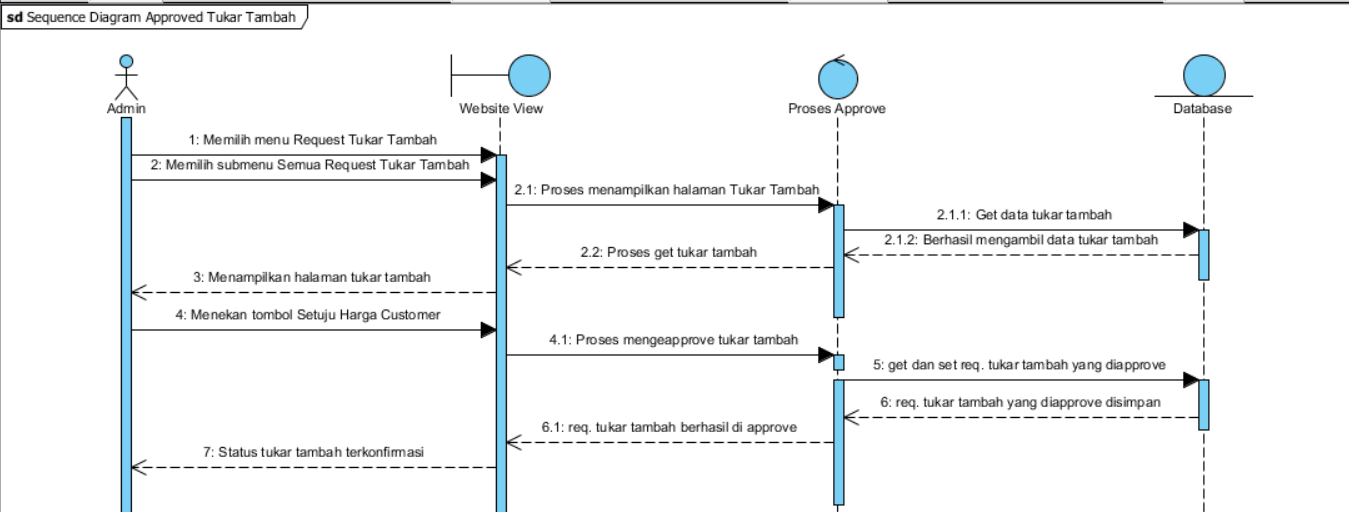 sd Sequence Diagram Approved Tukar Tambah
Admin
Website View
Proses Approve
Database
1: Memilih menu Request Tukar Tambah
2: Memilih submenu Semua Request Tukar Tambah
2.1: Proses menampilkan halaman Tukar Tambah
2.1.1: Get data tukar tambah
2.1.2: Berhasil mengambil data tukar tambah
2.2: Proses get tukar tambah
3: Menampilkan halaman tukar tambah
4: Menekan tombol Setuju Harga Customer
4.1: Proses mengeapprove tukar tambah
5: get dan set req. tukar tambah yang diapprove
6: req. tukar tambah yang diapprove disimpan
6.1: req. tukar tambah berhasil di approve
7: Status tukar tambah terkonfirmasi